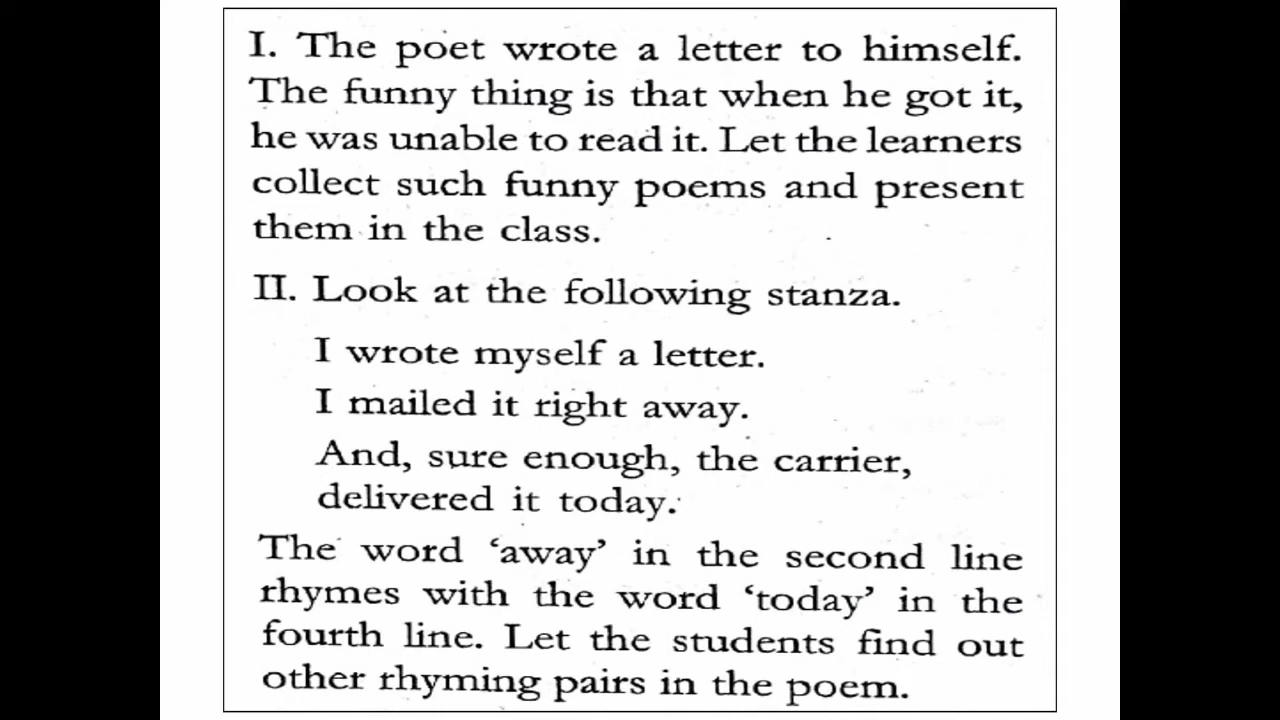 I. The poet wrote a letter to himself.
The funny thing is that when he got it,
he was unable to read it. Let the learners
collect such funny poems and present
them in the class.
II. Look at the following stanza.
I wrote myself a letter.
I mailed it right away.
And, sure enough, the carrier,
delivered it today.
The word ‘away’ in the second line
rhymes with the word ‘today’ in the
fourth line. Let the students find out
other rhyming pairs in the poem.